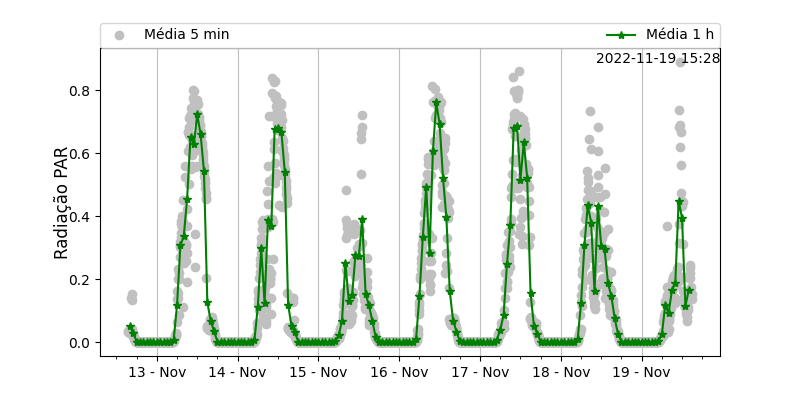 Média 5 min
Média 1 h
2022-11-19 15:28
Radiação PAR
0.8
0.6
0.4
0.2
0.0
13 - Nov
14 - Nov
15 - Nov
16 - Nov
17 - Nov
18 - Nov
19 - Nov